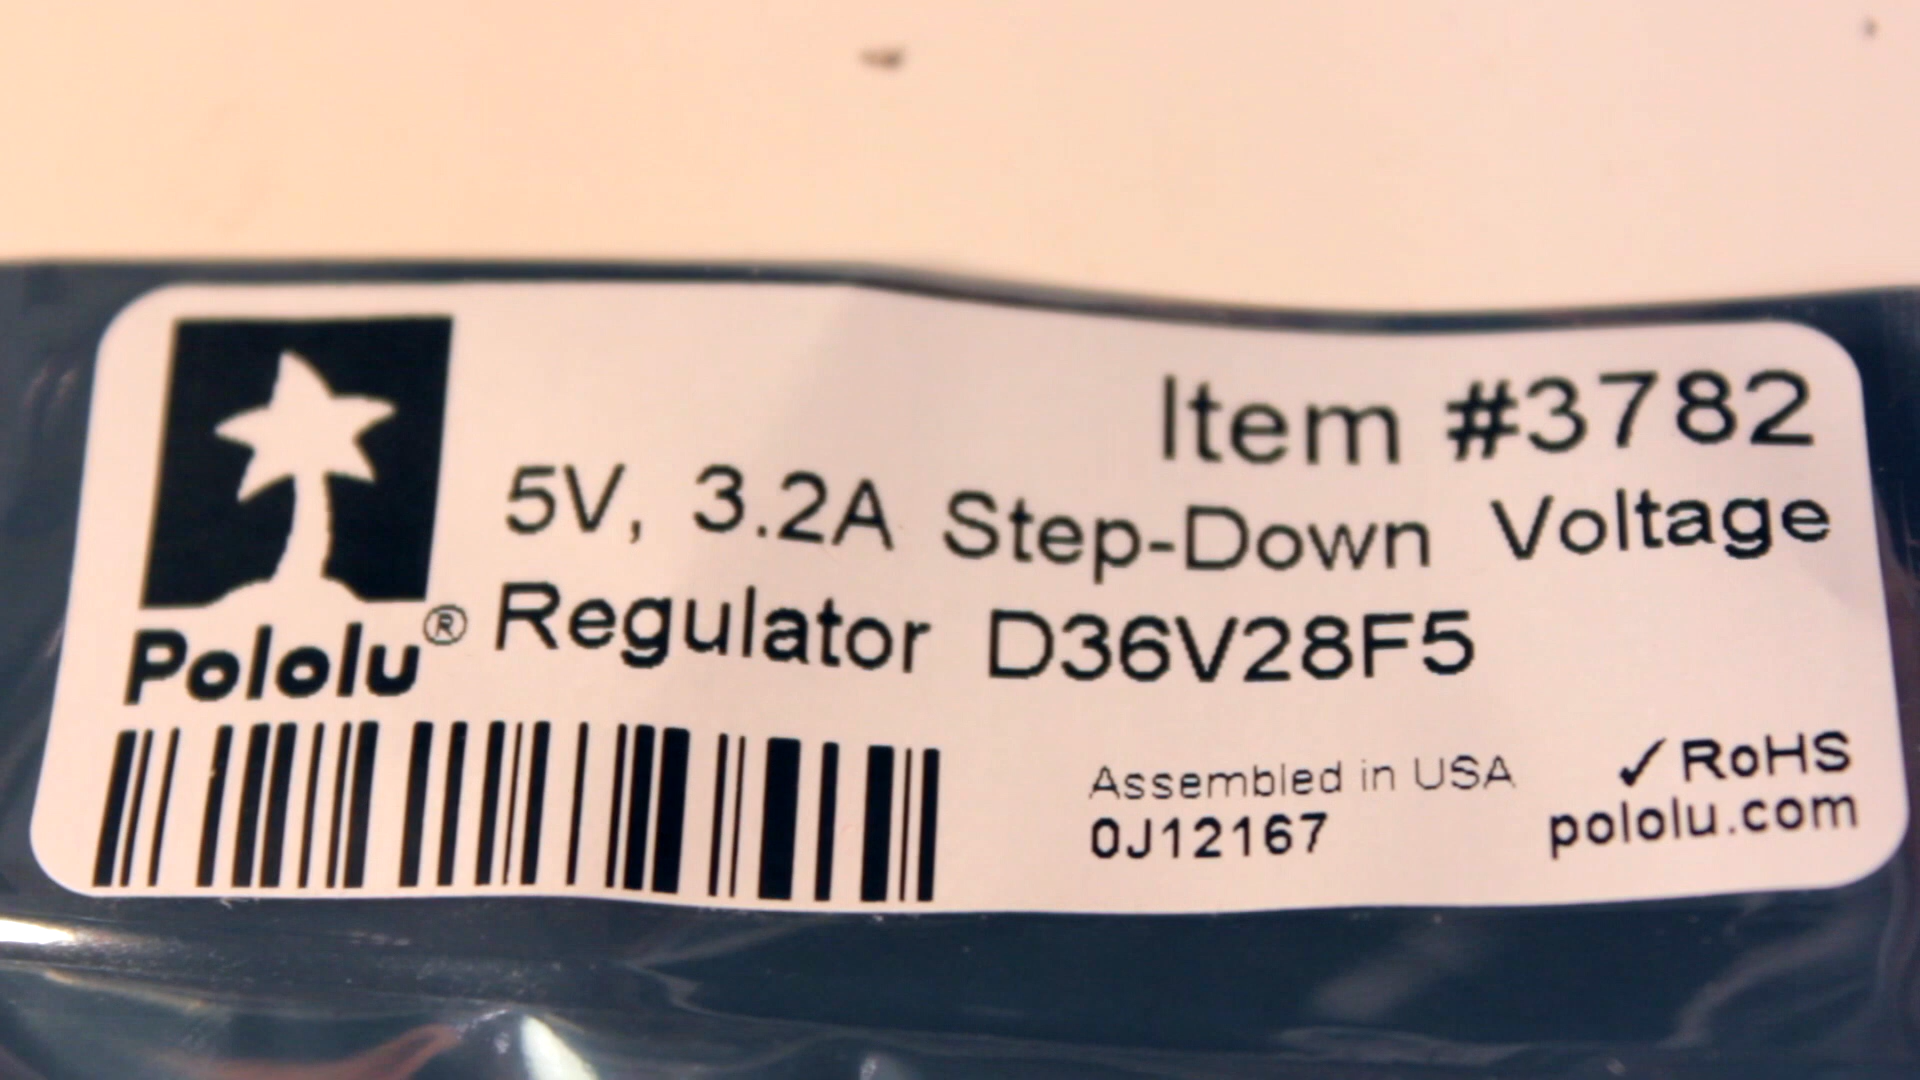 Item #3782
5V, 3.2A Step-Down Voltage
Regulator D36V28F5
Pololu®
Assembled in USA
0J12167
✓RoHS
pololu.com